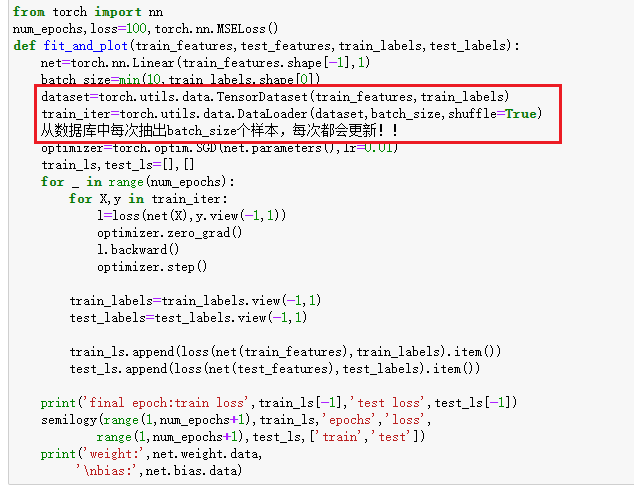 from torch import nn
num_epochs,loss=100,torch.nn.MSELoss()
def fit_and_plot(train_features,test_features,train_labels,test_labels):
    net=torch.nn.Linear(train_features.shape[-1],1)
    batch_size=min(10,train_labels.shape[0])
    dataset=torch.utils.data.TensorDataset(train_features,train_labels)
    train_iter=torch.utils.data.DataLoader(dataset,batch_size,shuffle=True)
    从数据库中每次抽出batch_size个样本，每次都会更新！！
    optimizer=torch.optim.SGD(net.parameters(),lr=0.01)
    train_ls,test_ls=[],[]
    for _ in range(num_epochs):
        for X,y in train_iter:
            l=loss(net(X),y.view(-1,1))
            optimizer.zero_grad()
            l.backward()
            optimizer.step()
        train_labels=train_labels.view(-1,1)
        test_labels=test_labels.view(-1,1)
        train_ls.append(loss(net(train_features),train_labels).item())
        test_ls.append(loss(net(test_features),test_labels).item())
    print('final epoch:train loss',train_ls[-1],'test loss',test_ls[-1])
    semilogy(range(1,num_epochs+1),train_ls,'epochs','loss',
            range(1,num_epochs+1),test_ls,['train','test'])
    print('weight:',net.weight.data,
         '\nbias:',net.bias.data)